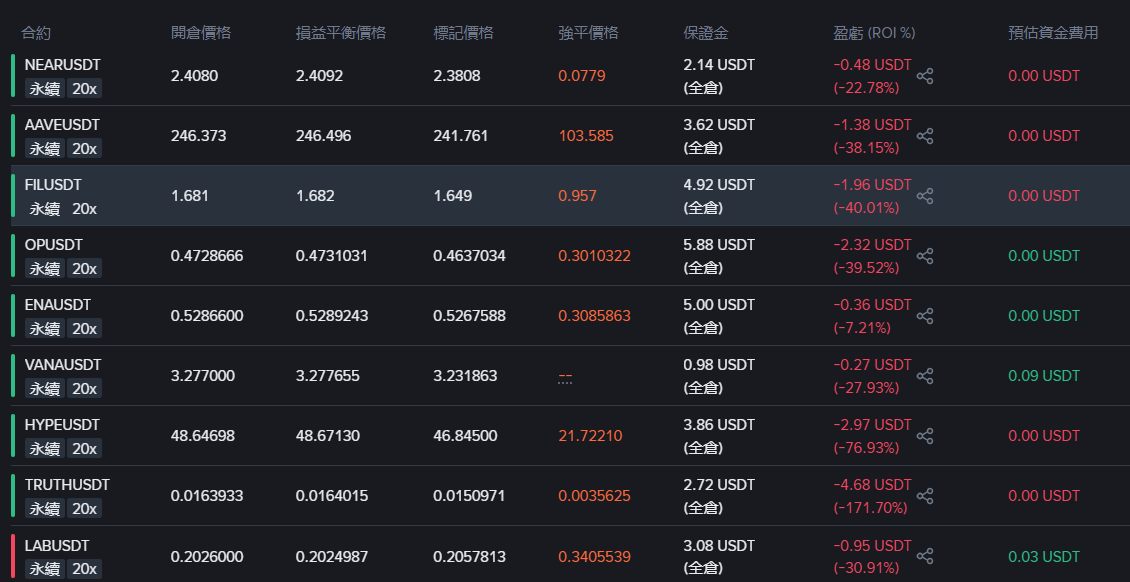 合約 開倉價格 損益平衡價格 標記價格 強平價格 保證金 盈虧 (ROI %) 預估資金費用
NEARUSDT
永續 20x
2.4080 2.4092 2.3808 0.0779
2.14 USDT
(全倉)
-0.48 USDT
(-22.78%)
0.00 USDT
AAVEUSDT
永續 20x
246.373 246.496 241.761 103.585
3.62 USDT
(全倉)
-1.38 USDT
(-38.15%)
0.00 USDT
FILUSDT
永續 20x
1.681 1.682 1.649 0.957
4.92 USDT
(全倉)
-1.96 USDT
(-40.01%)
0.00 USDT
OPUSDT
永續 20x
0.4728666 0.4731031 0.4637034 0.3010322
5.88 USDT
(全倉)
-2.32 USDT
(-39.52%)
0.00 USDT
ENAUSDT
永續 20x
0.5286600 0.5289243 0.5267588 0.3085863
5.00 USDT
(全倉)
-0.36 USDT
(-7.21%)
0.00 USDT
VANAUSDT
永續 20x
3.277000 3.277655 3.231863 --
0.98 USDT
(全倉)
-0.27 USDT
(-27.93%)
0.09 USDT
HYPEUSDT
永續 20x
48.64698 48.67130 46.84500 21.72210
3.86 USDT
(全倉)
-2.97 USDT
(-76.93%)
0.00 USDT
TRUTHUSDT
永續 20x
0.0163933 0.0164015 0.0150971 0.0035625
2.72 USDT
(全倉)
-4.68 USDT
(-171.70%)
0.00 USDT
LABUSDT
永續 20x
0.2026000 0.2024987 0.2057813 0.3405539
3.08 USDT
(全倉)
-0.95 USDT
(-30.91%)
0.03 USDT